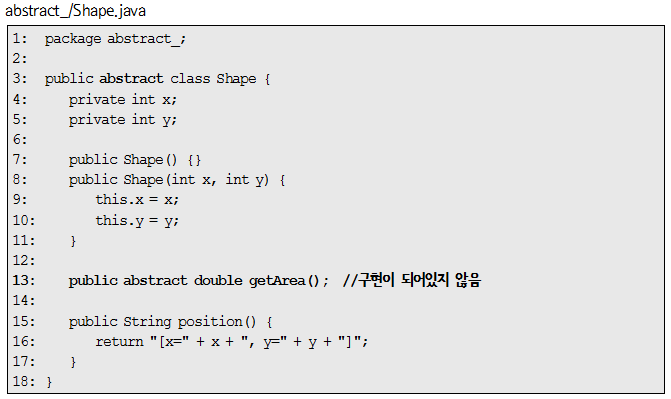 abstract_/Shape.java
1: package abstract_;
2:
3: public abstract class Shape {
4: private int x;
5: private int y;
6:
7: public Shape() {}
8: public Shape(int x, int y) {
9: this.x = x;
10: this.y = y;
11: }
12:
13: public abstract double getArea(); //구현이 되어있지 않음
14:
15: public String position() {
16: return "[x=" + x + ", y=" + y + "]";
17: }
18: }